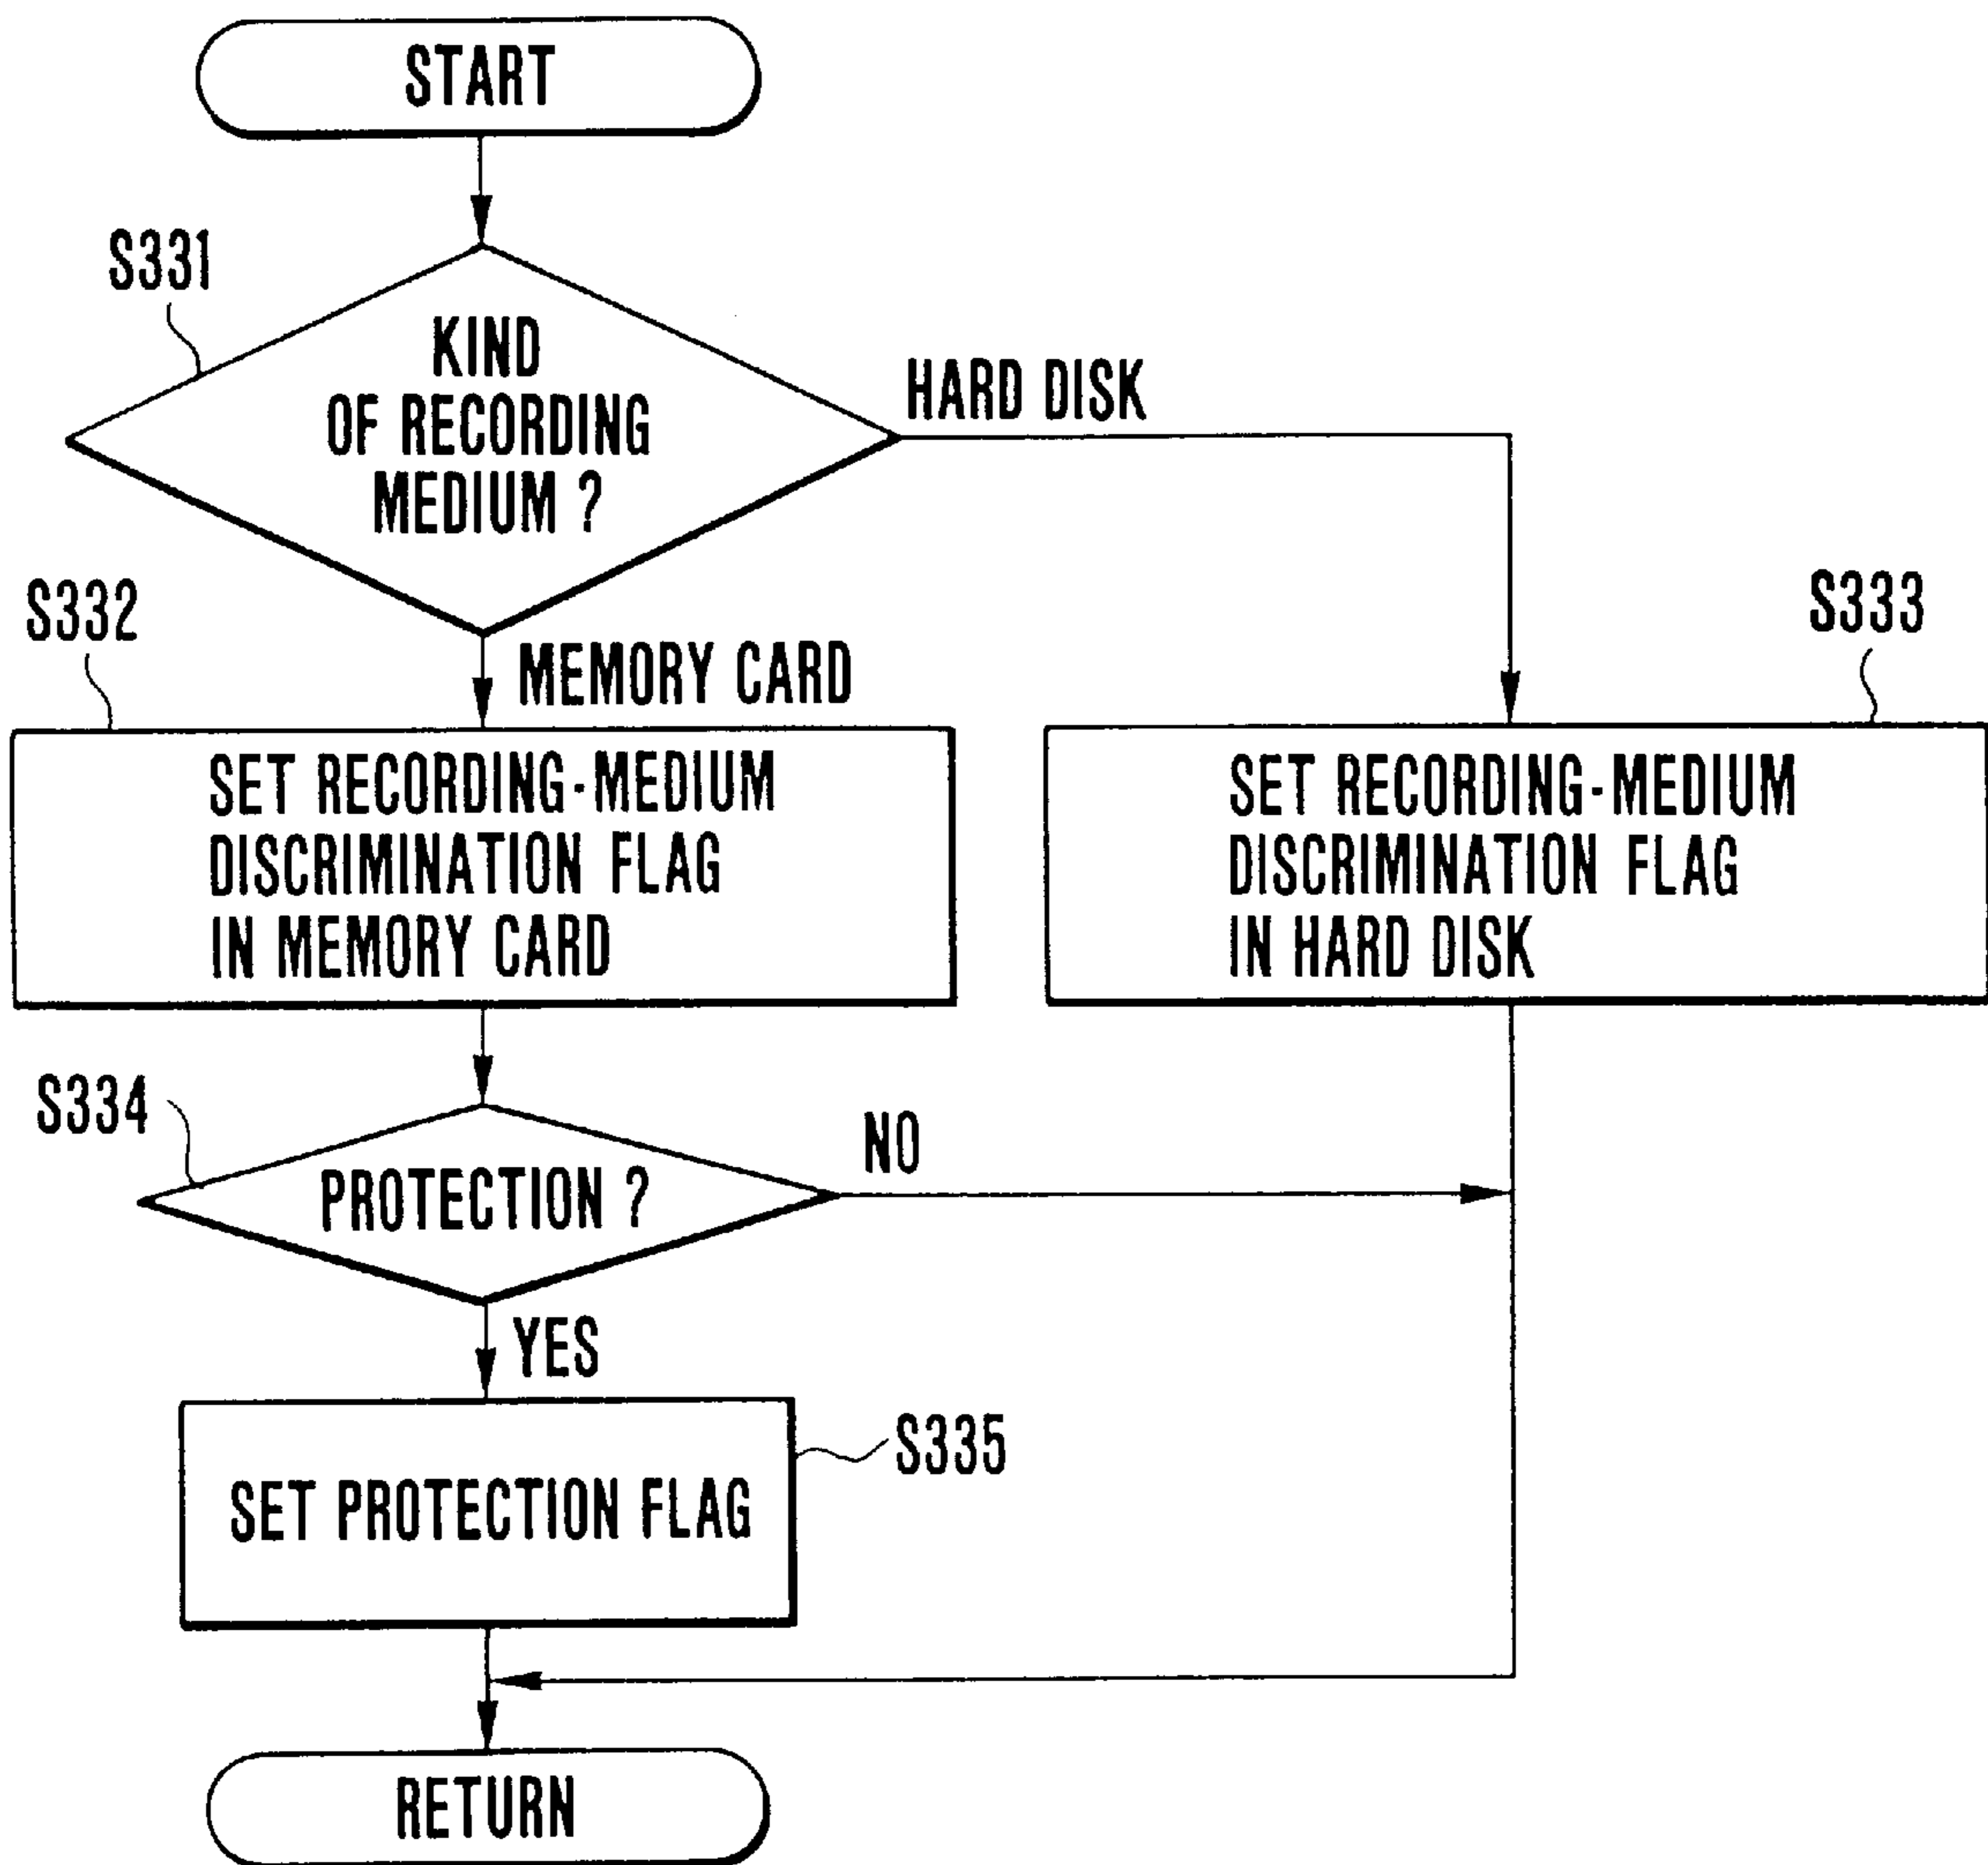 START
S331
KIND
OF RECORDING
MEDIUM ?
HARD DISK
S332
MEMORY CARD
S333
SET RECORDING-MEDIUM
DISCRIMINATION FLAG
IN MEMORY CARD
SET RECORDING-MEDIUM
DISCRIMINATION FLAG
IN HARD DISK
S334
PROTECTION ?
NO
YES
S335
SET PROTECTION FLAG
RETURN